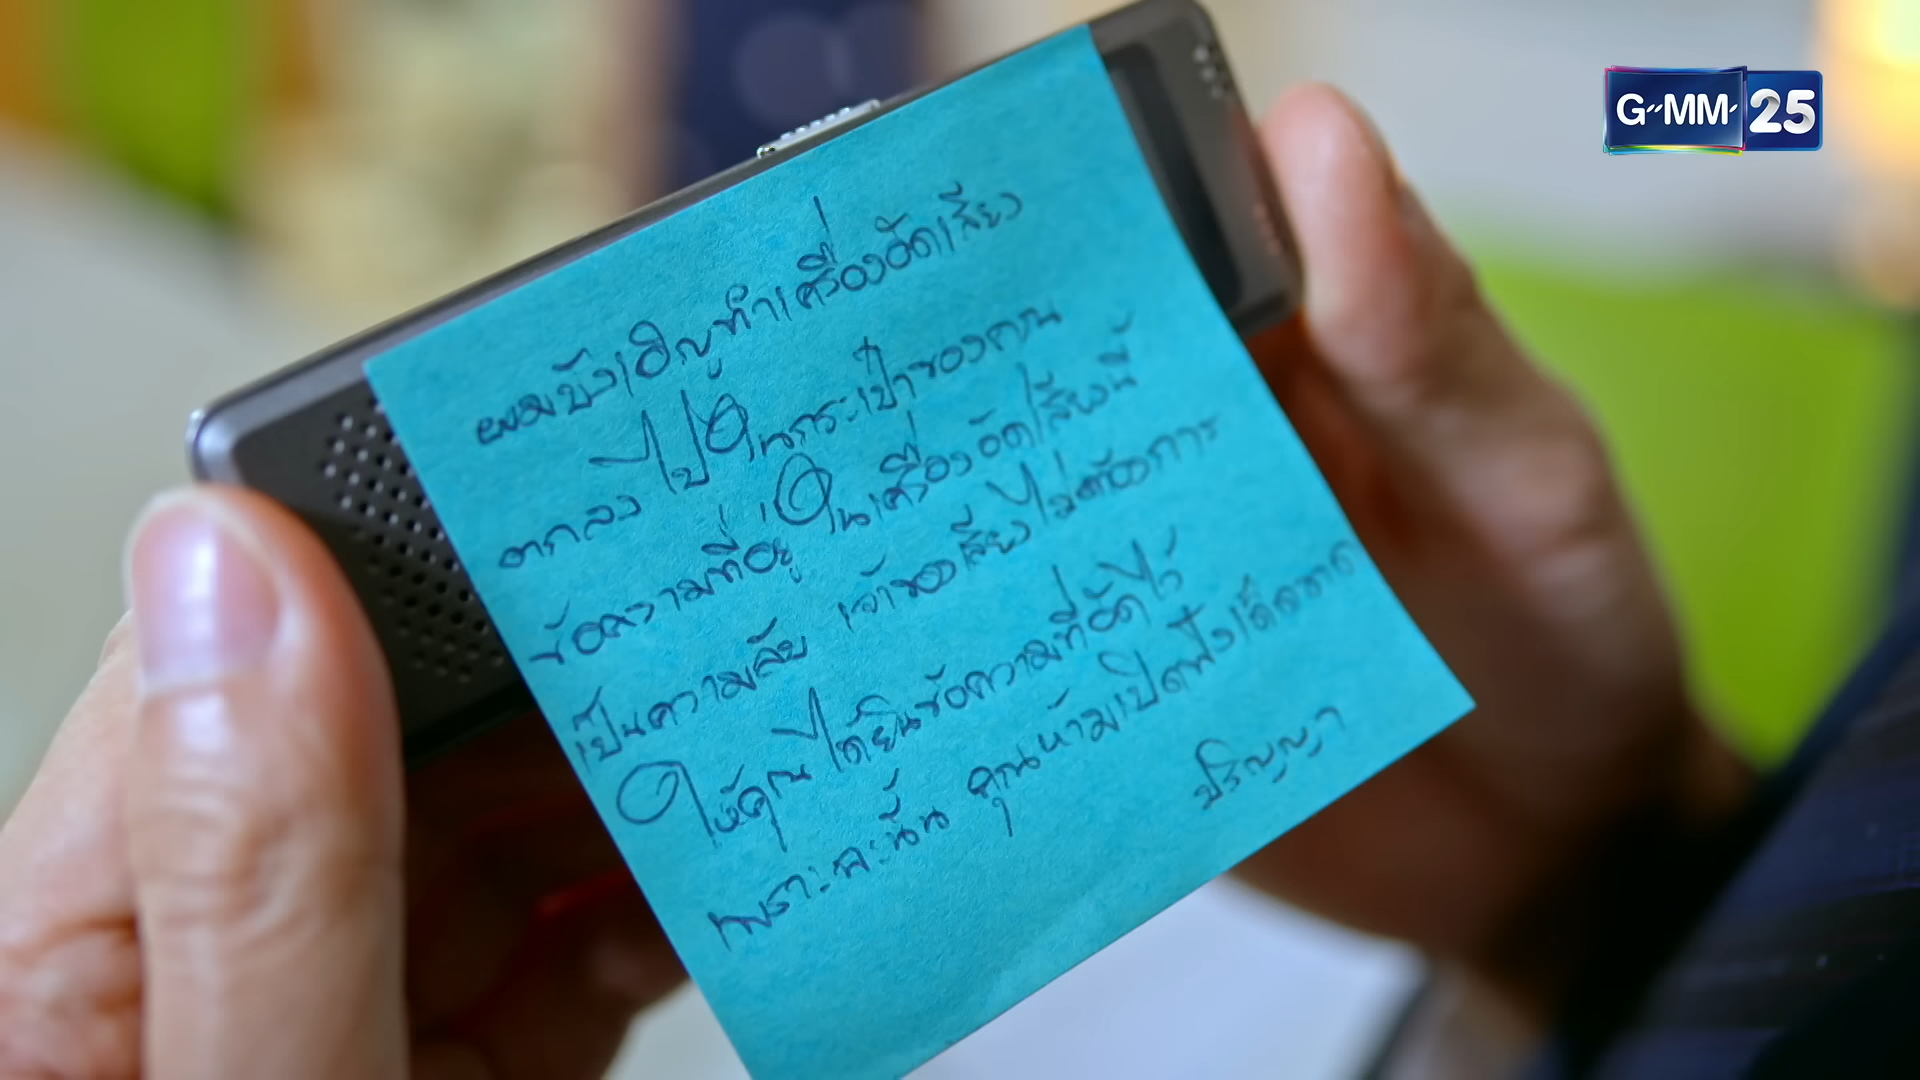 GMM 25
ผมบังเอิญทำเครื่องอัดเสียง
ตกลงไปในกระเป๋าของคุณ
ข้อความที่อยู่ในเครื่องอัดเสียงนี้
เป็นความลับ เจ้าของเสียงไม่ต้องการ
ให้คุณได้ยินข้อความที่อัดไว้
เพราะฉะนั้น คุณห้ามเปิดฟังเด็ดขาด
ปริญญา